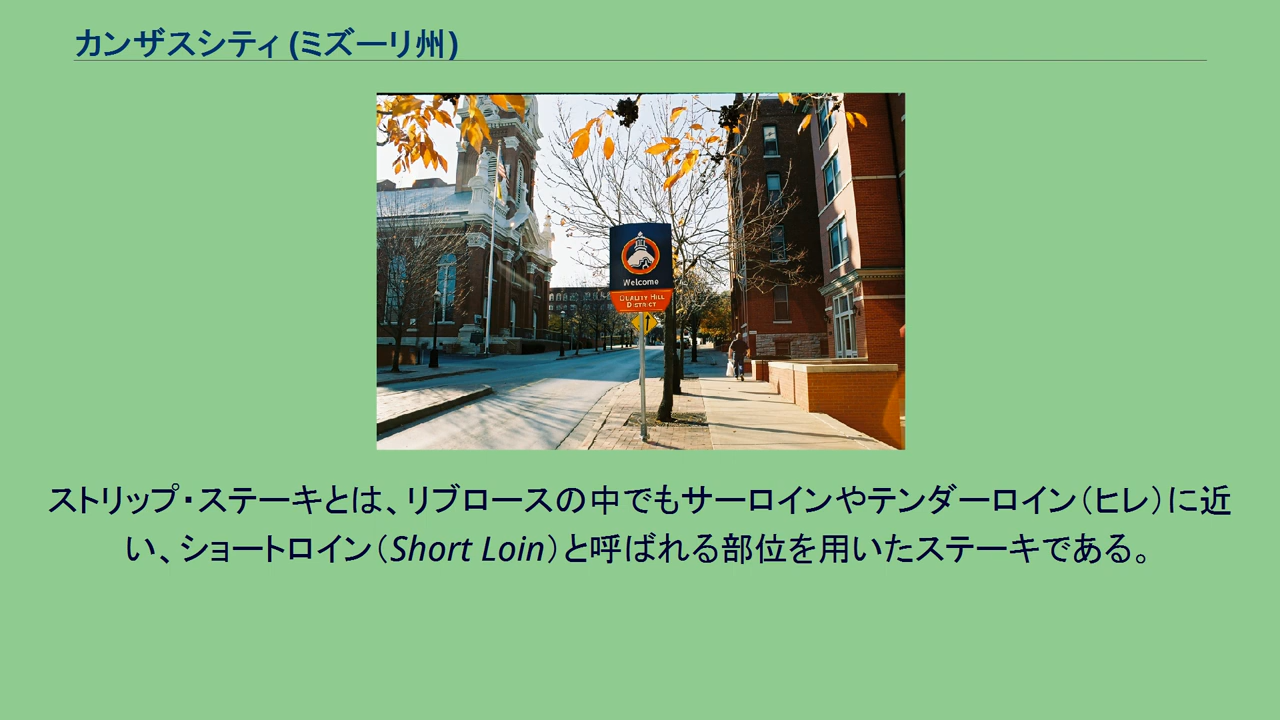 カンザスシティ (ミズーリ州)
Welcome
QUALITY HILL
DISTRICT
ストリップ・ステーキとは、リブロースの中でもサーロインやテンダーロイン（ヒレ）に近
い、ショートロイン（Short Loin）と呼ばれる部位を用いたステーキである。